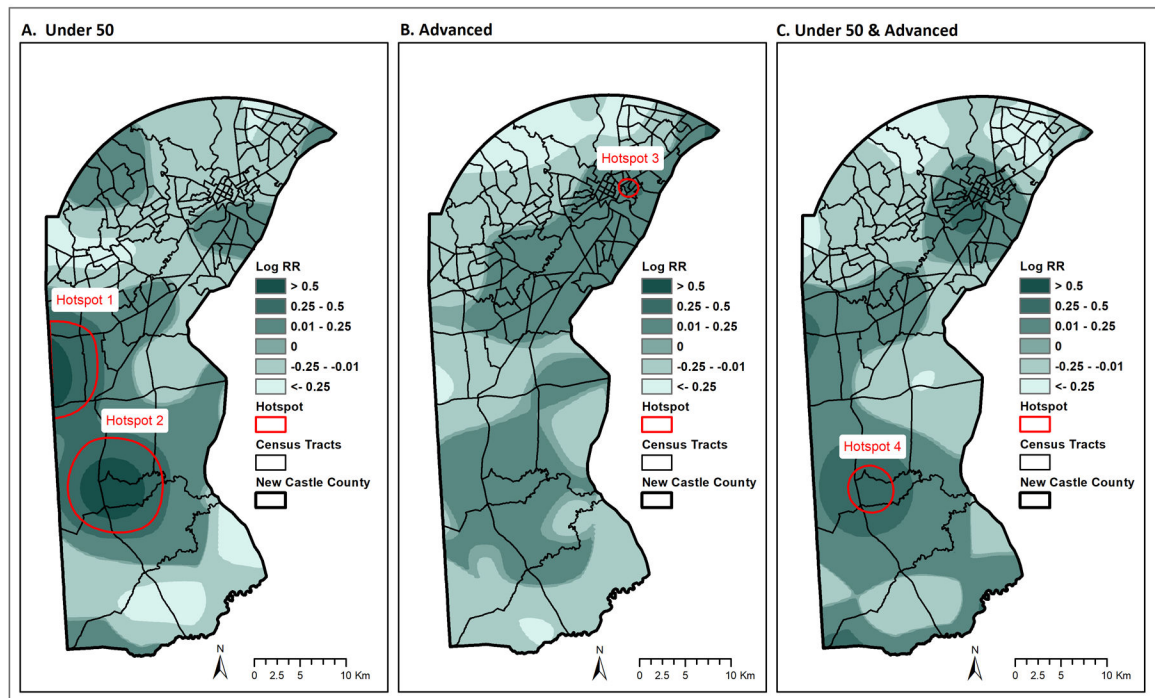 A. Under 50
Hotspot 1
Hotspot 2
Log RR
> 0.5
0.25 - 0.5
0.01 - 0.25
0
-0.25 - -0.01
<- 0.25
Hotspot
Census Tracts
New Castle County
N
0 2.5 5 10 Km
B. Advanced
Hotspot 3
Log RR
> 0.5
0.25 - 0.5
0.01 - 0.25
0
-0.25 - -0.01
<- 0.25
Hotspot
Census Tracts
New Castle County
N
0 2.5 5 10 Km
C. Under 50 & Advanced
Hotspot 4
Log RR
> 0.5
0.25 - 0.5
0.01 - 0.25
0
-0.25 - -0.01
<- 0.25
Hotspot
Census Tracts
New Castle County
N
0 2.5 5 10 Km